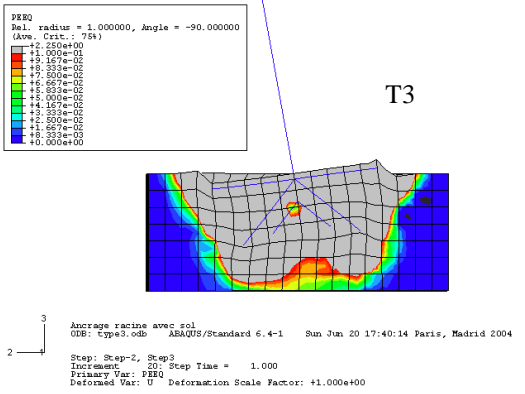 PEEQ
Rel. radius = 1.000000, Angle = -90.000000
(Ave. Crit.: 75%)
+2.250e+00
+1.000e-01
+9.167e-02
+8.333e-02
+7.500e-02
+6.667e-02
+5.833e-02
+5.000e-02
+4.167e-02
+3.333e-02
+2.500e-02
+1.667e-02
+8.333e-03
+0.000e+00
T3
3
2
1
Ancrage racine avec sol
ODB: type3.odb ABAQUS/Standard 6.4-1 Sun Jun 20 17:40:14 Paris, Madrid 2004
Step: Step-2, Step3
Increment 20: Step Time = 1.000
Primary Var: PEEQ
Deformed Var: U Deformation Scale Factor: +1.000e+00